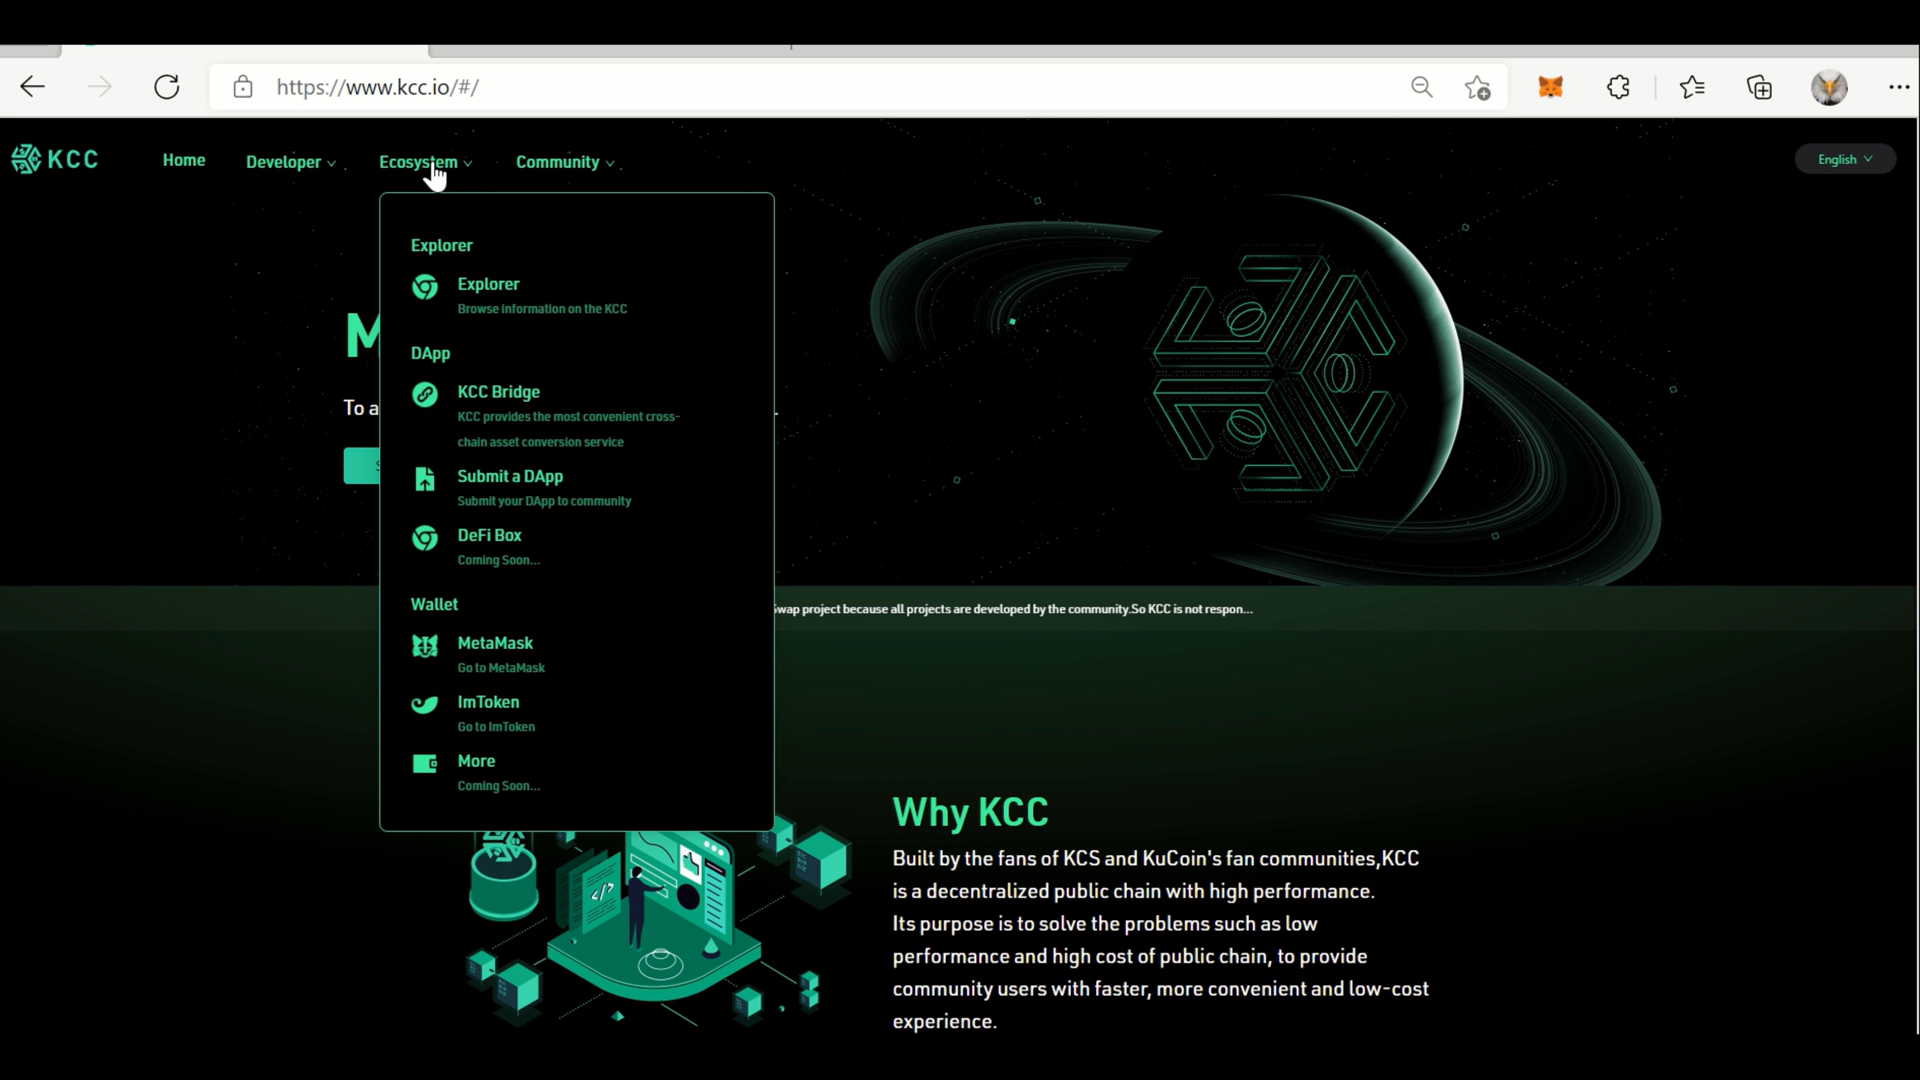 https://www.kcc.io/#/
KCC
Home
Developer
Ecosystem
Community
English
Explorer
Explorer
Browse information on the KCC
DApp
KCC Bridge
KCC provides the most convenient cross-
chain asset conversion service
Submit a DApp
Submit your DApp to community
DeFi Box
Coming Soon...
Wallet
MetaMask
Go to MetaMask
ImToken
Go to ImToken
More
Coming Soon...
M
To a
Swap project because all projects are developed by the community.So KCC is not respon...
Why KCC
Built by the fans of KCS and KuCoin's fan communities,KCC
is a decentralized public chain with high performance.
Its purpose is to solve the problems such as low
performance and high cost of public chain, to provide
community users with faster, more convenient and low-cost
experience.